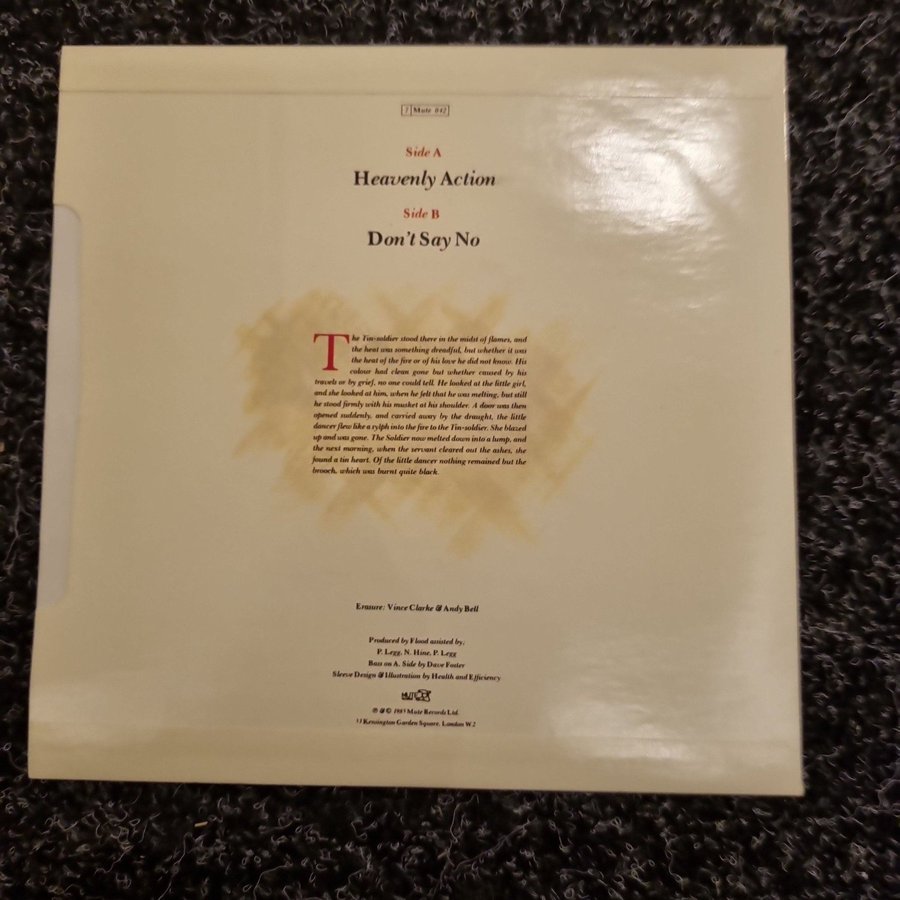 7 Mute 042
Side A
Heavenly Action
Side B
Don't Say No
The Tin-soldier stood there in the midst of flames, and
the heat was something dreadful, but whether it was
the heat of the fire or of his love he did not know. His
colour had clean gone but whether caused by his
travels or by grief, no one could tell. He looked at the little girl,
and she looked at him, when he felt that he was melting, but still
he stood firmly with his musket at his shoulder. A door was then
opened suddenly, and carried away by the draught, the little
dancer flew like a sylph into the fire to the Tin-soldier. She blazed
up and was gone. The Soldier now melted down into a lump, and
the next morning, when the servant cleared out the ashes, she
found a tin heart. Of the little dancer nothing remained but the
brooch, which was burnt quite black.
Erasure: Vince Clarke & Andy Bell
Produced by Flood assisted by;
P. Legg, N. Hine, P. Legg
Bass on A. Side by Dave Foster
Sleeve Design & Illustration by Health and Efficiency
MUTE
℗ & © 1985 Mute Records Ltd.
Kensington Garden Square, London W2